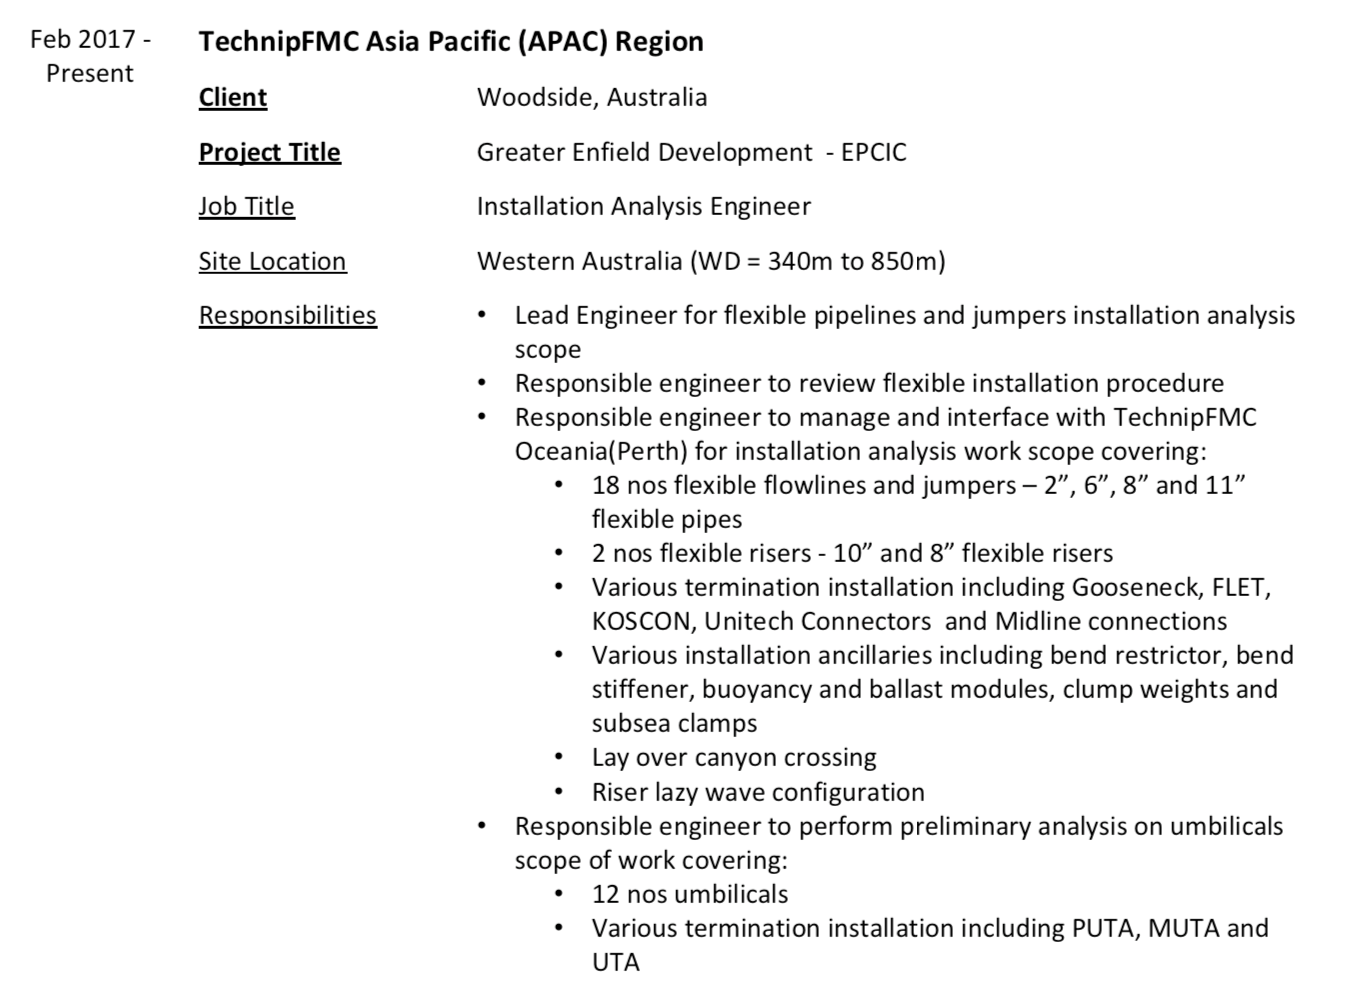 Feb 2017 -
Present
TechnipFMC Asia Pacific (APAC) Region
Client
Woodside, Australia
Project Title
Greater Enfield Development  - EPCIC
Job Title
Installation Analysis Engineer
Site Location
Western Australia (WD = 340m to 850m)
Responsibilities
• Lead Engineer for flexible pipelines and jumpers installation analysis
scope
• Responsible engineer to review flexible installation procedure
• Responsible engineer to manage and interface with TechnipFMC
Oceania(Perth) for installation analysis work scope covering:
• 18 nos flexible flowlines and jumpers – 2”, 6”, 8” and 11”
flexible pipes
• 2 nos flexible risers - 10” and 8” flexible risers
• Various termination installation including Gooseneck, FLET,
KOSCON, Unitech Connectors  and Midline connections
• Various installation ancillaries including bend restrictor, bend
stiffener, buoyancy and ballast modules, clump weights and
subsea clamps
• Lay over canyon crossing
• Riser lazy wave configuration
• Responsible engineer to perform preliminary analysis on umbilicals
scope of work covering:
• 12 nos umbilicals
• Various termination installation including PUTA, MUTA and
UTA